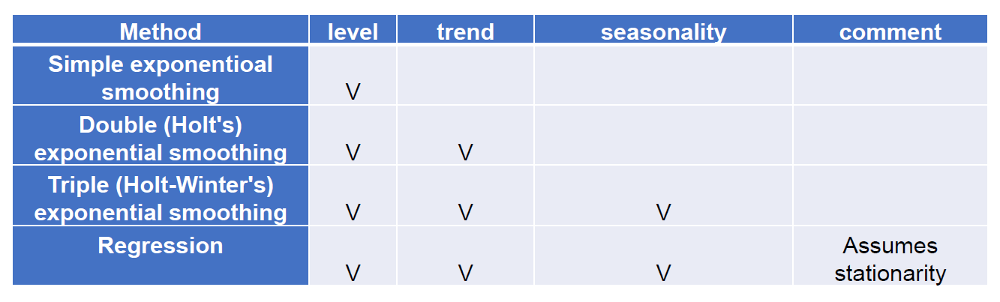 Method level trend seasonality comment
Simple exponentioal
smoothing V
Double (Holt's)
exponential smoothing V V
Triple (Holt-Winter's)
exponential smoothing V V V
Regression Assumes
V V V stationarity